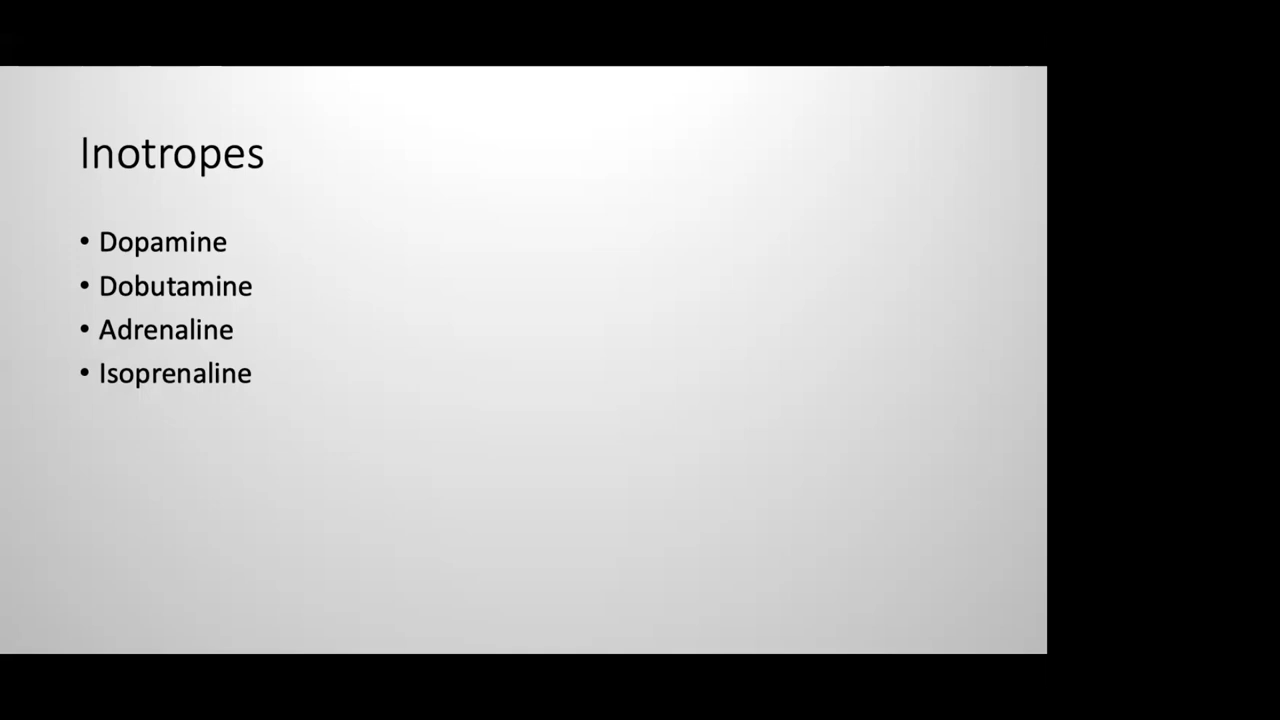 Inotropes
• Dopamine
• Dobutamine
• Adrenaline
• Isoprenaline